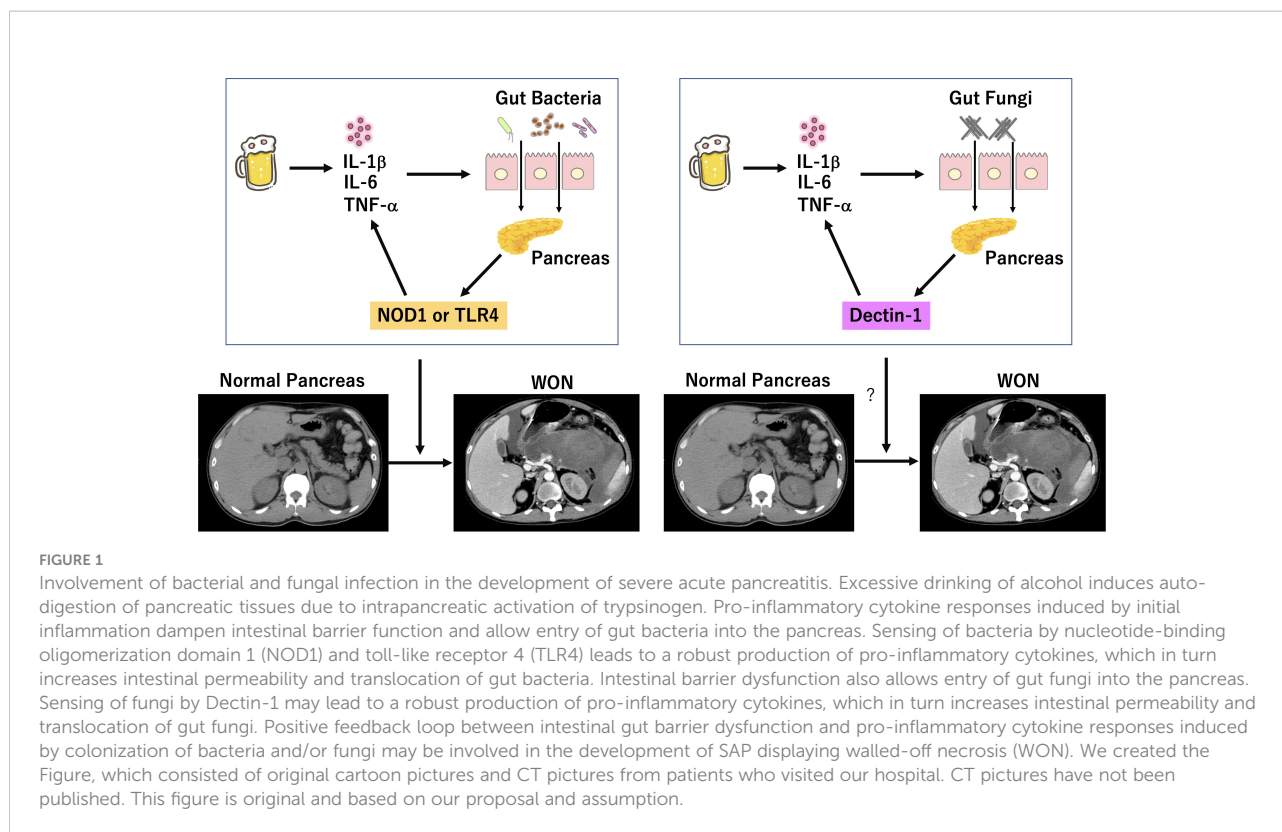 Gut Bacteria
IL-1β
IL-6
TNF-α
Pancreas
NOD1 or TLR4
Gut Fungi
IL-1β
IL-6
TNF-α
Pancreas
Dectin-1
Normal Pancreas
WON
Normal Pancreas
?
WON
FIGURE 1
Involvement of bacterial and fungal infection in the development of severe acute pancreatitis. Excessive drinking of alcohol induces auto-
digestion of pancreatic tissues due to intrapancreatic activation of trypsinogen. Pro-inflammatory cytokine responses induced by initial
inflammation dampen intestinal barrier function and allow entry of gut bacteria into the pancreas. Sensing of bacteria by nucleotide-binding
oligomerization domain 1 (NOD1) and toll-like receptor 4 (TLR4) leads to a robust production of pro-inflammatory cytokines, which in turn
increases intestinal permeability and translocation of gut bacteria. Intestinal barrier dysfunction also allows entry of gut fungi into the pancreas.
Sensing of fungi by Dectin-1 may lead to a robust production of pro-inflammatory cytokines, which in turn increases intestinal permeability and
translocation of gut fungi. Positive feedback loop between intestinal gut barrier dysfunction and pro-inflammatory cytokine responses induced
by colonization of bacteria and/or fungi may be involved in the development of SAP displaying walled-off necrosis (WON). We created the
Figure, which consisted of original cartoon pictures and CT pictures from patients who visited our hospital. CT pictures have not been
published. This figure is original and based on our proposal and assumption.